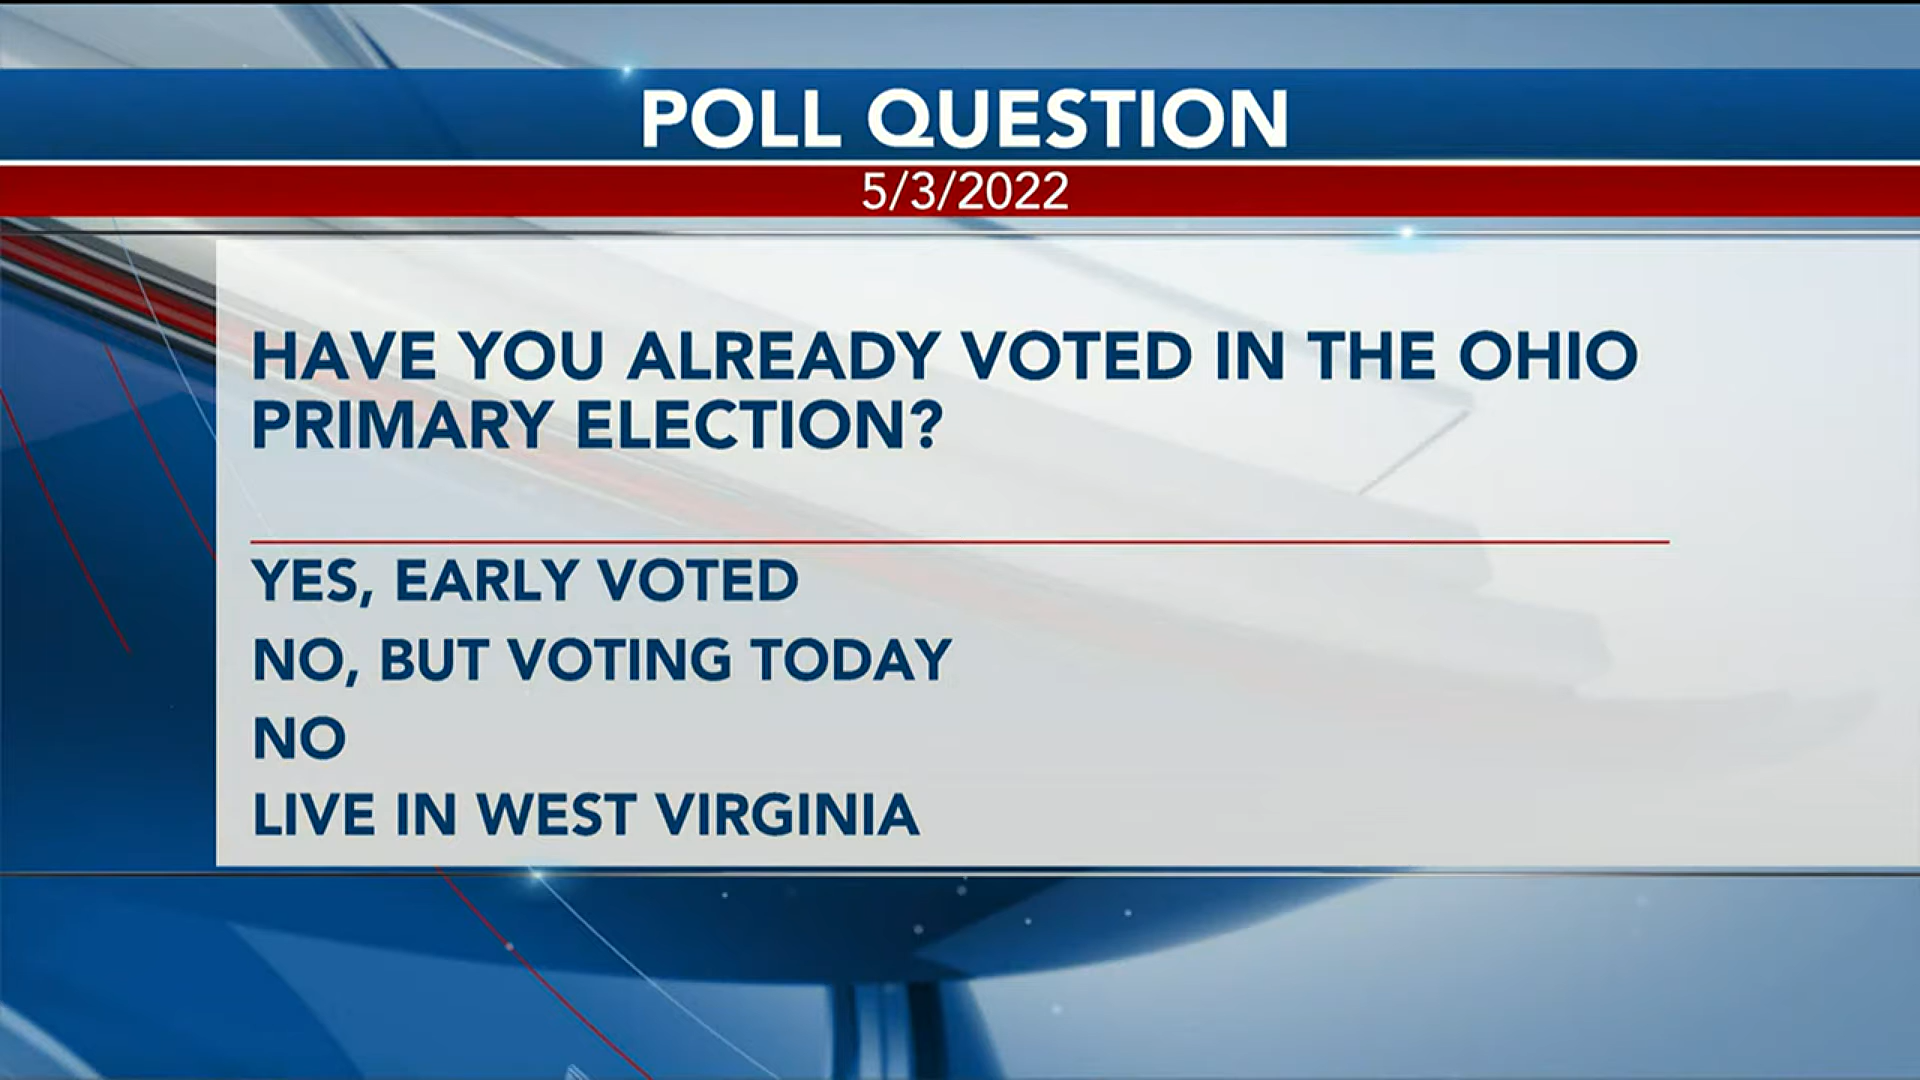 POLL QUESTION
5/3/2022
HAVE YOU ALREADY VOTED IN THE OHIO
PRIMARY ELECTION?
YES, EARLY VOTED
NO, BUT VOTING TODAY
NO
LIVE IN WEST VIRGINIA